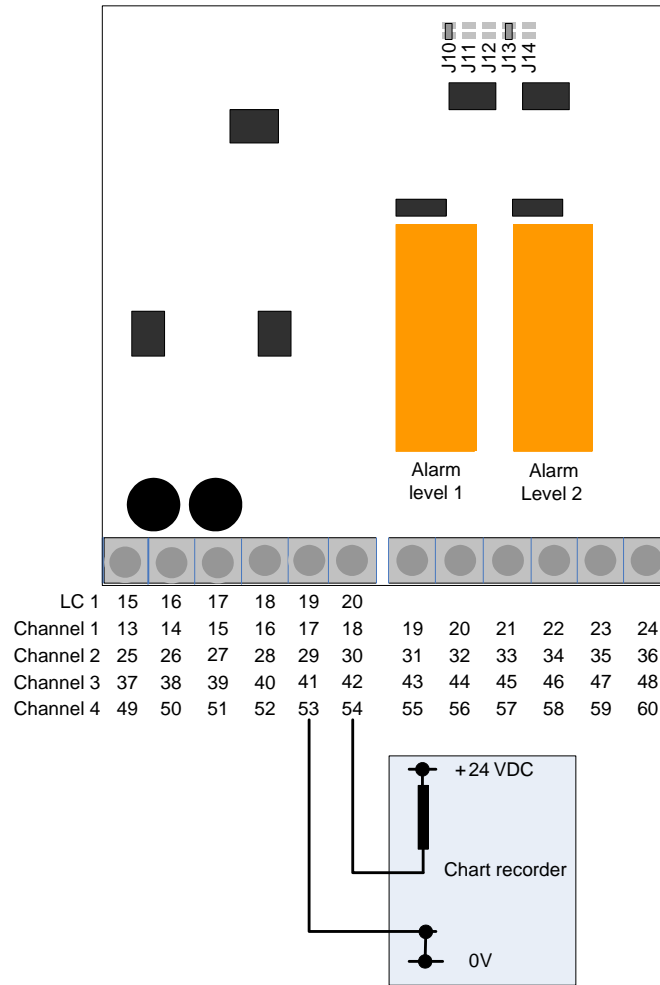 J10 J11 J12 J13 J14
Alarm level 1
Alarm Level 2
LC 1 15 16 17 18 19 20
Channel 1 13 14 15 16 17 18 19 20 21 22 23 24
Channel 2 25 26 27 28 29 30 31 32 33 34 35 36
Channel 3 37 38 39 40 41 42 43 44 45 46 47 48
Channel 4 49 50 51 52 53 54 55 56 57 58 59 60
+24 VDC
Chart recorder
0V